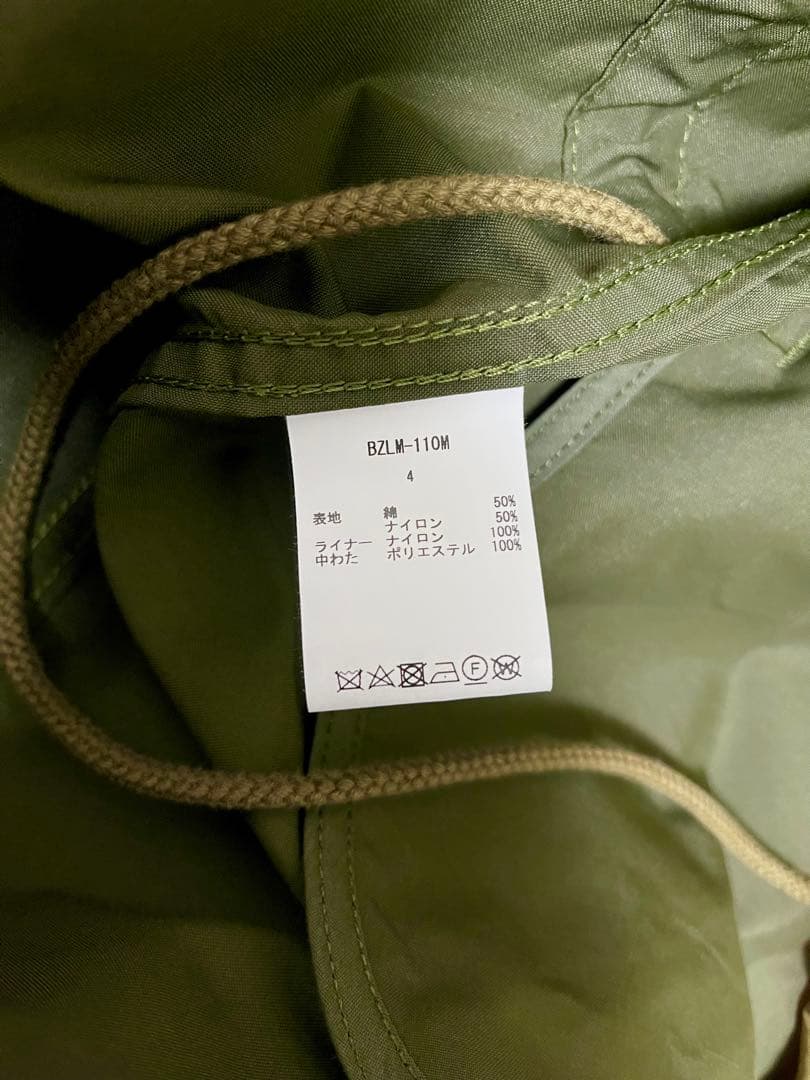 BZLM-110M
4
表地 綿 50%
ナイロン 50%
ライナー ナイロン 100%
中わた ポリエステル 100%
F W